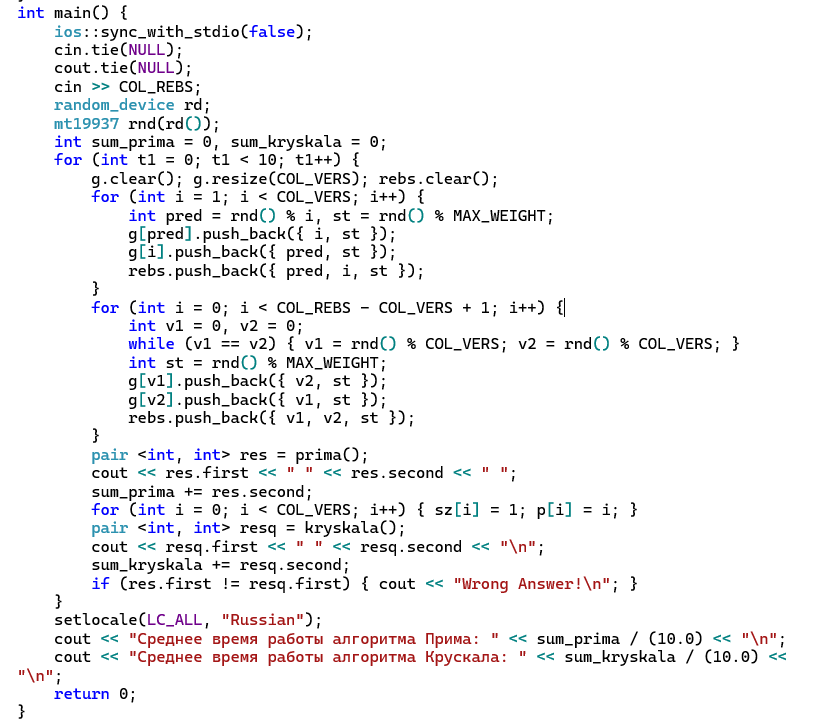 int main() {
    ios::sync_with_stdio(false);
    cin.tie(NULL);
    cout.tie(NULL);
    cin >> COL_REBS;
    random_device rd;
    mt19937 rnd(rd());
    int sum_prima = 0, sum_kryskala = 0;
    for (int t1 = 0; t1 < 10; t1++) {
        g.clear(); g.resize(COL_VERS); rebs.clear();
        for (int i = 1; i < COL_VERS; i++) {
            int pred = rnd() % i, st = rnd() % MAX_WEIGHT;
            g[pred].push_back({ i, st });
            g[i].push_back({ pred, st });
            rebs.push_back({ pred, i, st });
        }
        for (int i = 0; i < COL_REBS - COL_VERS + 1; i++) {
            int v1 = 0, v2 = 0;
            while (v1 == v2) { v1 = rnd() % COL_VERS; v2 = rnd() % COL_VERS; }
            int st = rnd() % MAX_WEIGHT;
            g[v1].push_back({ v2, st });
            g[v2].push_back({ v1, st });
            rebs.push_back({ v1, v2, st });
        }
        pair <int, int> res = prima();
        cout << res.first << " " << res.second << " ";
        sum_prima += res.second;
        for (int i = 0; i < COL_VERS; i++) { sz[i] = 1; p[i] = i; }
        pair <int, int> resq = kryskala();
        cout << resq.first << " " << resq.second << "\n";
        sum_kryskala += resq.second;
        if (res.first != resq.first) { cout << "Wrong Answer!\n"; }
    }
    setlocale(LC_ALL, "Russian");
    cout << "Среднее время работы алгоритма Прима: " << sum_prima / (10.0) << "\n";
    cout << "Среднее время работы алгоритма Крускала: " << sum_kryskala / (10.0) <<
"\n";
    return 0;
}